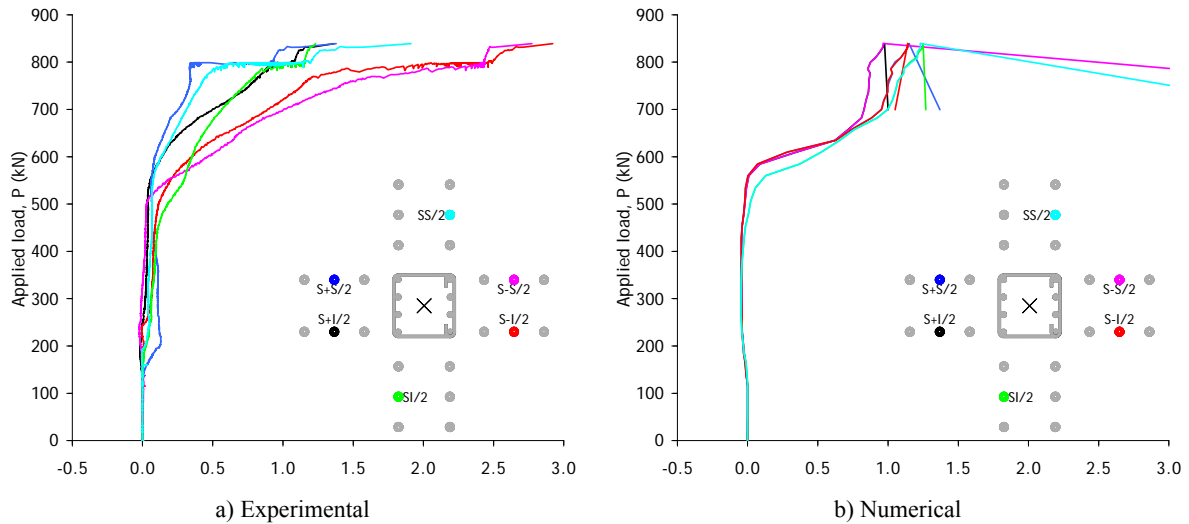 900
800
700
600
500
400
300
200
100
0
Applied load, P (kN)
-0.5 0.0 0.5 1.0 1.5 2.0 2.5 3.0
SS/2
S+S/2
S-S/2
S+I/2
S-I/2
SI/2
a) Experimental
900
800
700
600
500
400
300
200
100
0
Applied load, P (kN)
-0.5 0.0 0.5 1.0 1.5 2.0 2.5 3.0
SS/2
S+S/2
S-S/2
S+I/2
S-I/2
SI/2
b) Numerical